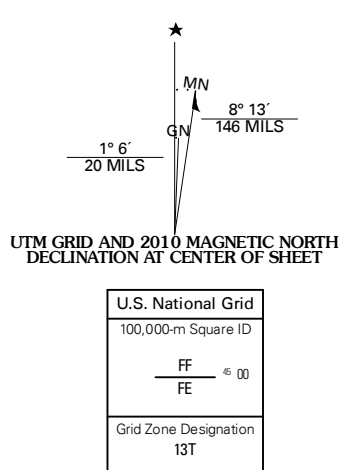 MN
8° 13´
146 MILS
GN
1° 6´
20 MILS
UTM GRID AND 2010 MAGNETIC NORTH
DECLINATION AT CENTER OF SHEET
U.S. National Grid
100,000-m Square ID
FF
45 00
FE
Grid Zone Designation
13T